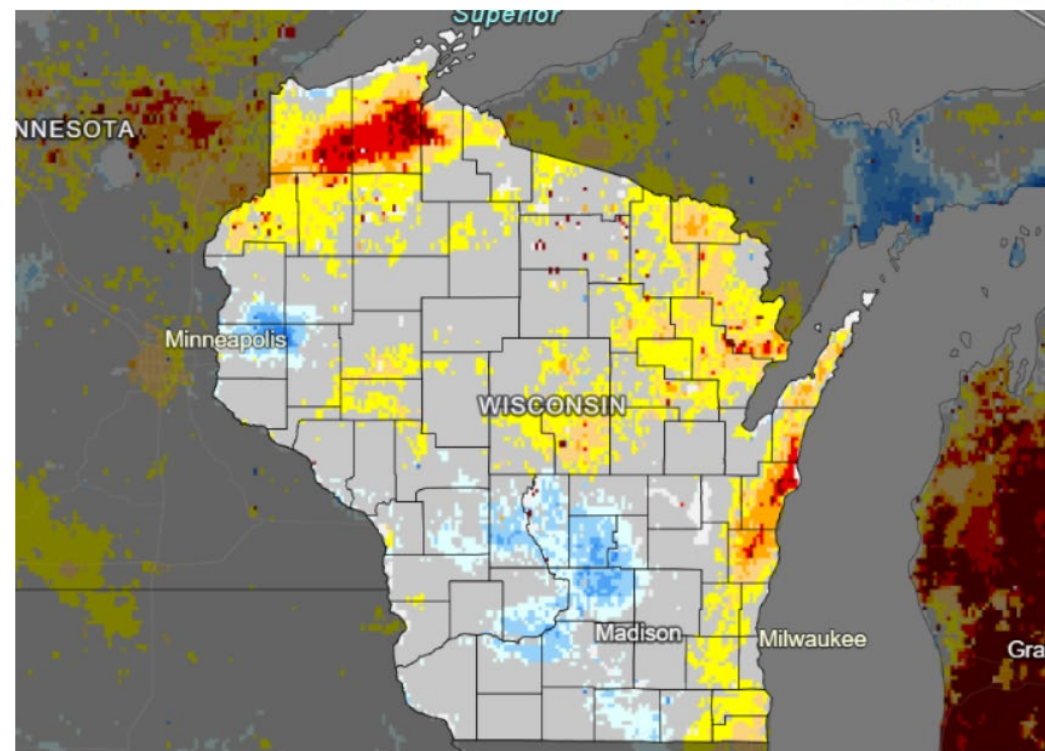 Superior
NNESOTA
Minneapolis
WISCONSIN
Madison
Milwaukee
Gra